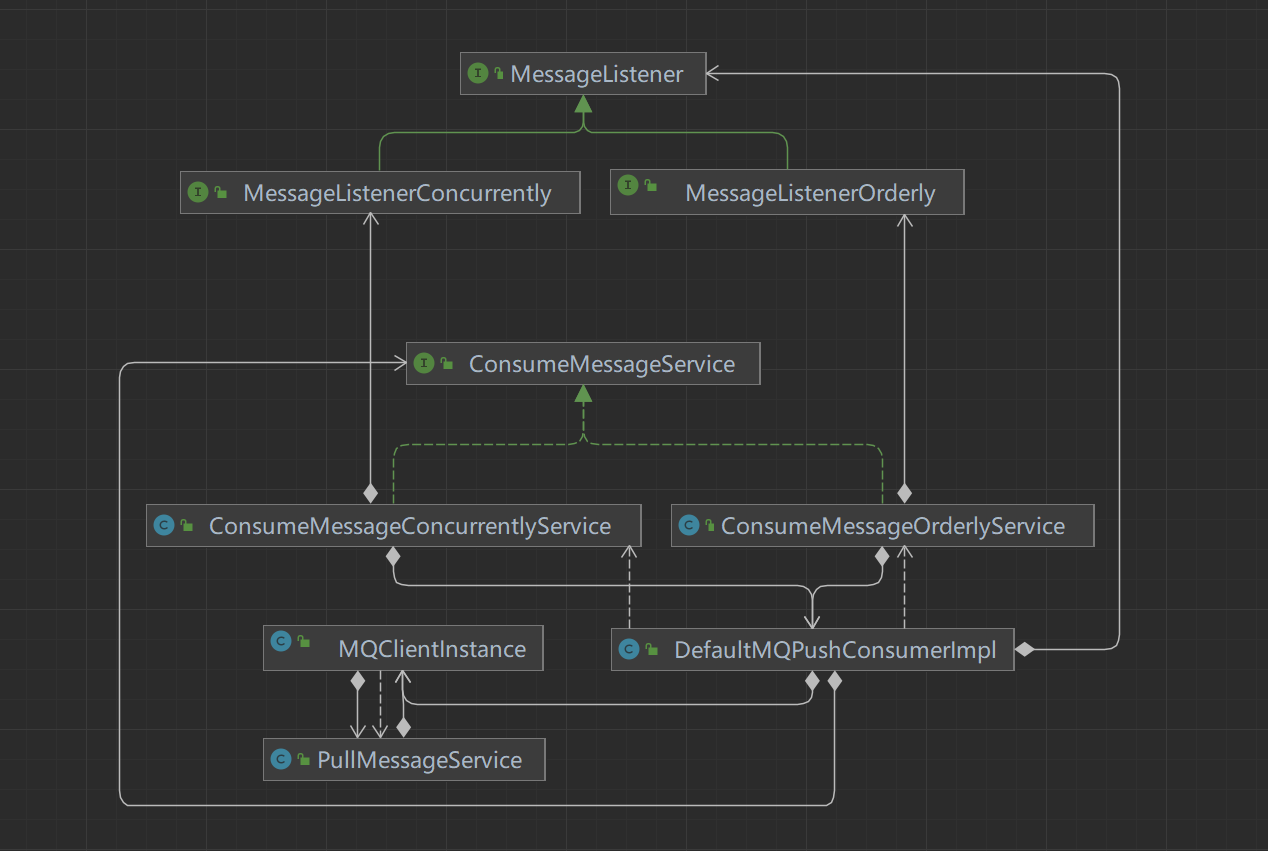 MessageListener
MessageListenerConcurrently
MessageListenerOrderly
ConsumeMessageService
ConsumeMessageConcurrentlyService
ConsumeMessageOrderlyService
MQClientInstance
DefaultMQPushConsumerImpl
PullMessageService